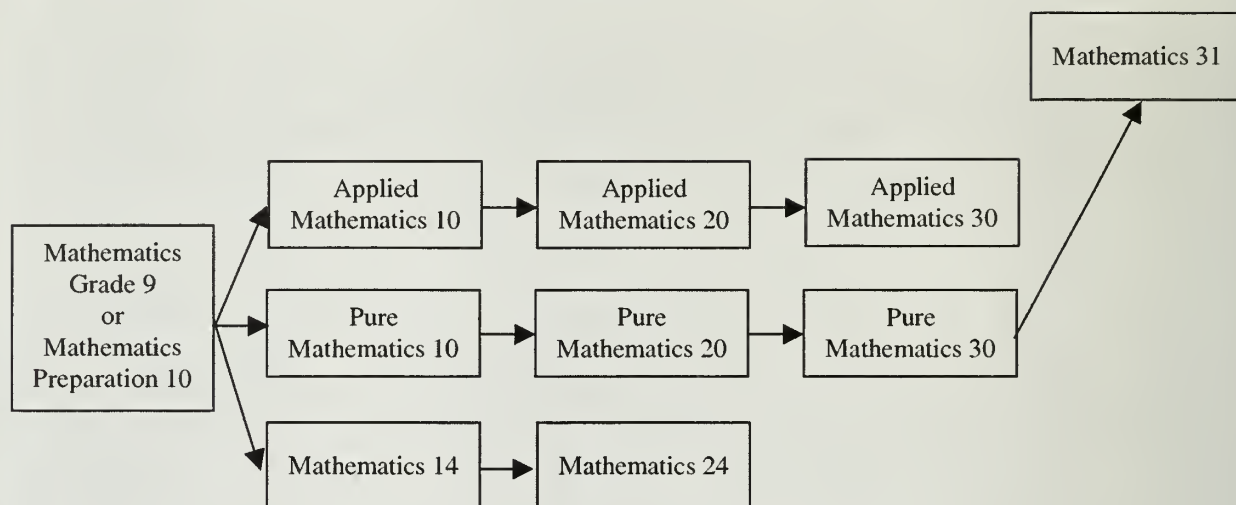 Mathematics 31
Applied
Mathematics 10
Applied
Mathematics 20
Applied
Mathematics 30
Mathematics
Grade 9
or
Mathematics
Preparation 10
Pure
Mathematics 10
Pure
Mathematics 20
Pure
Mathematics 30
Mathematics 14
Mathematics 24